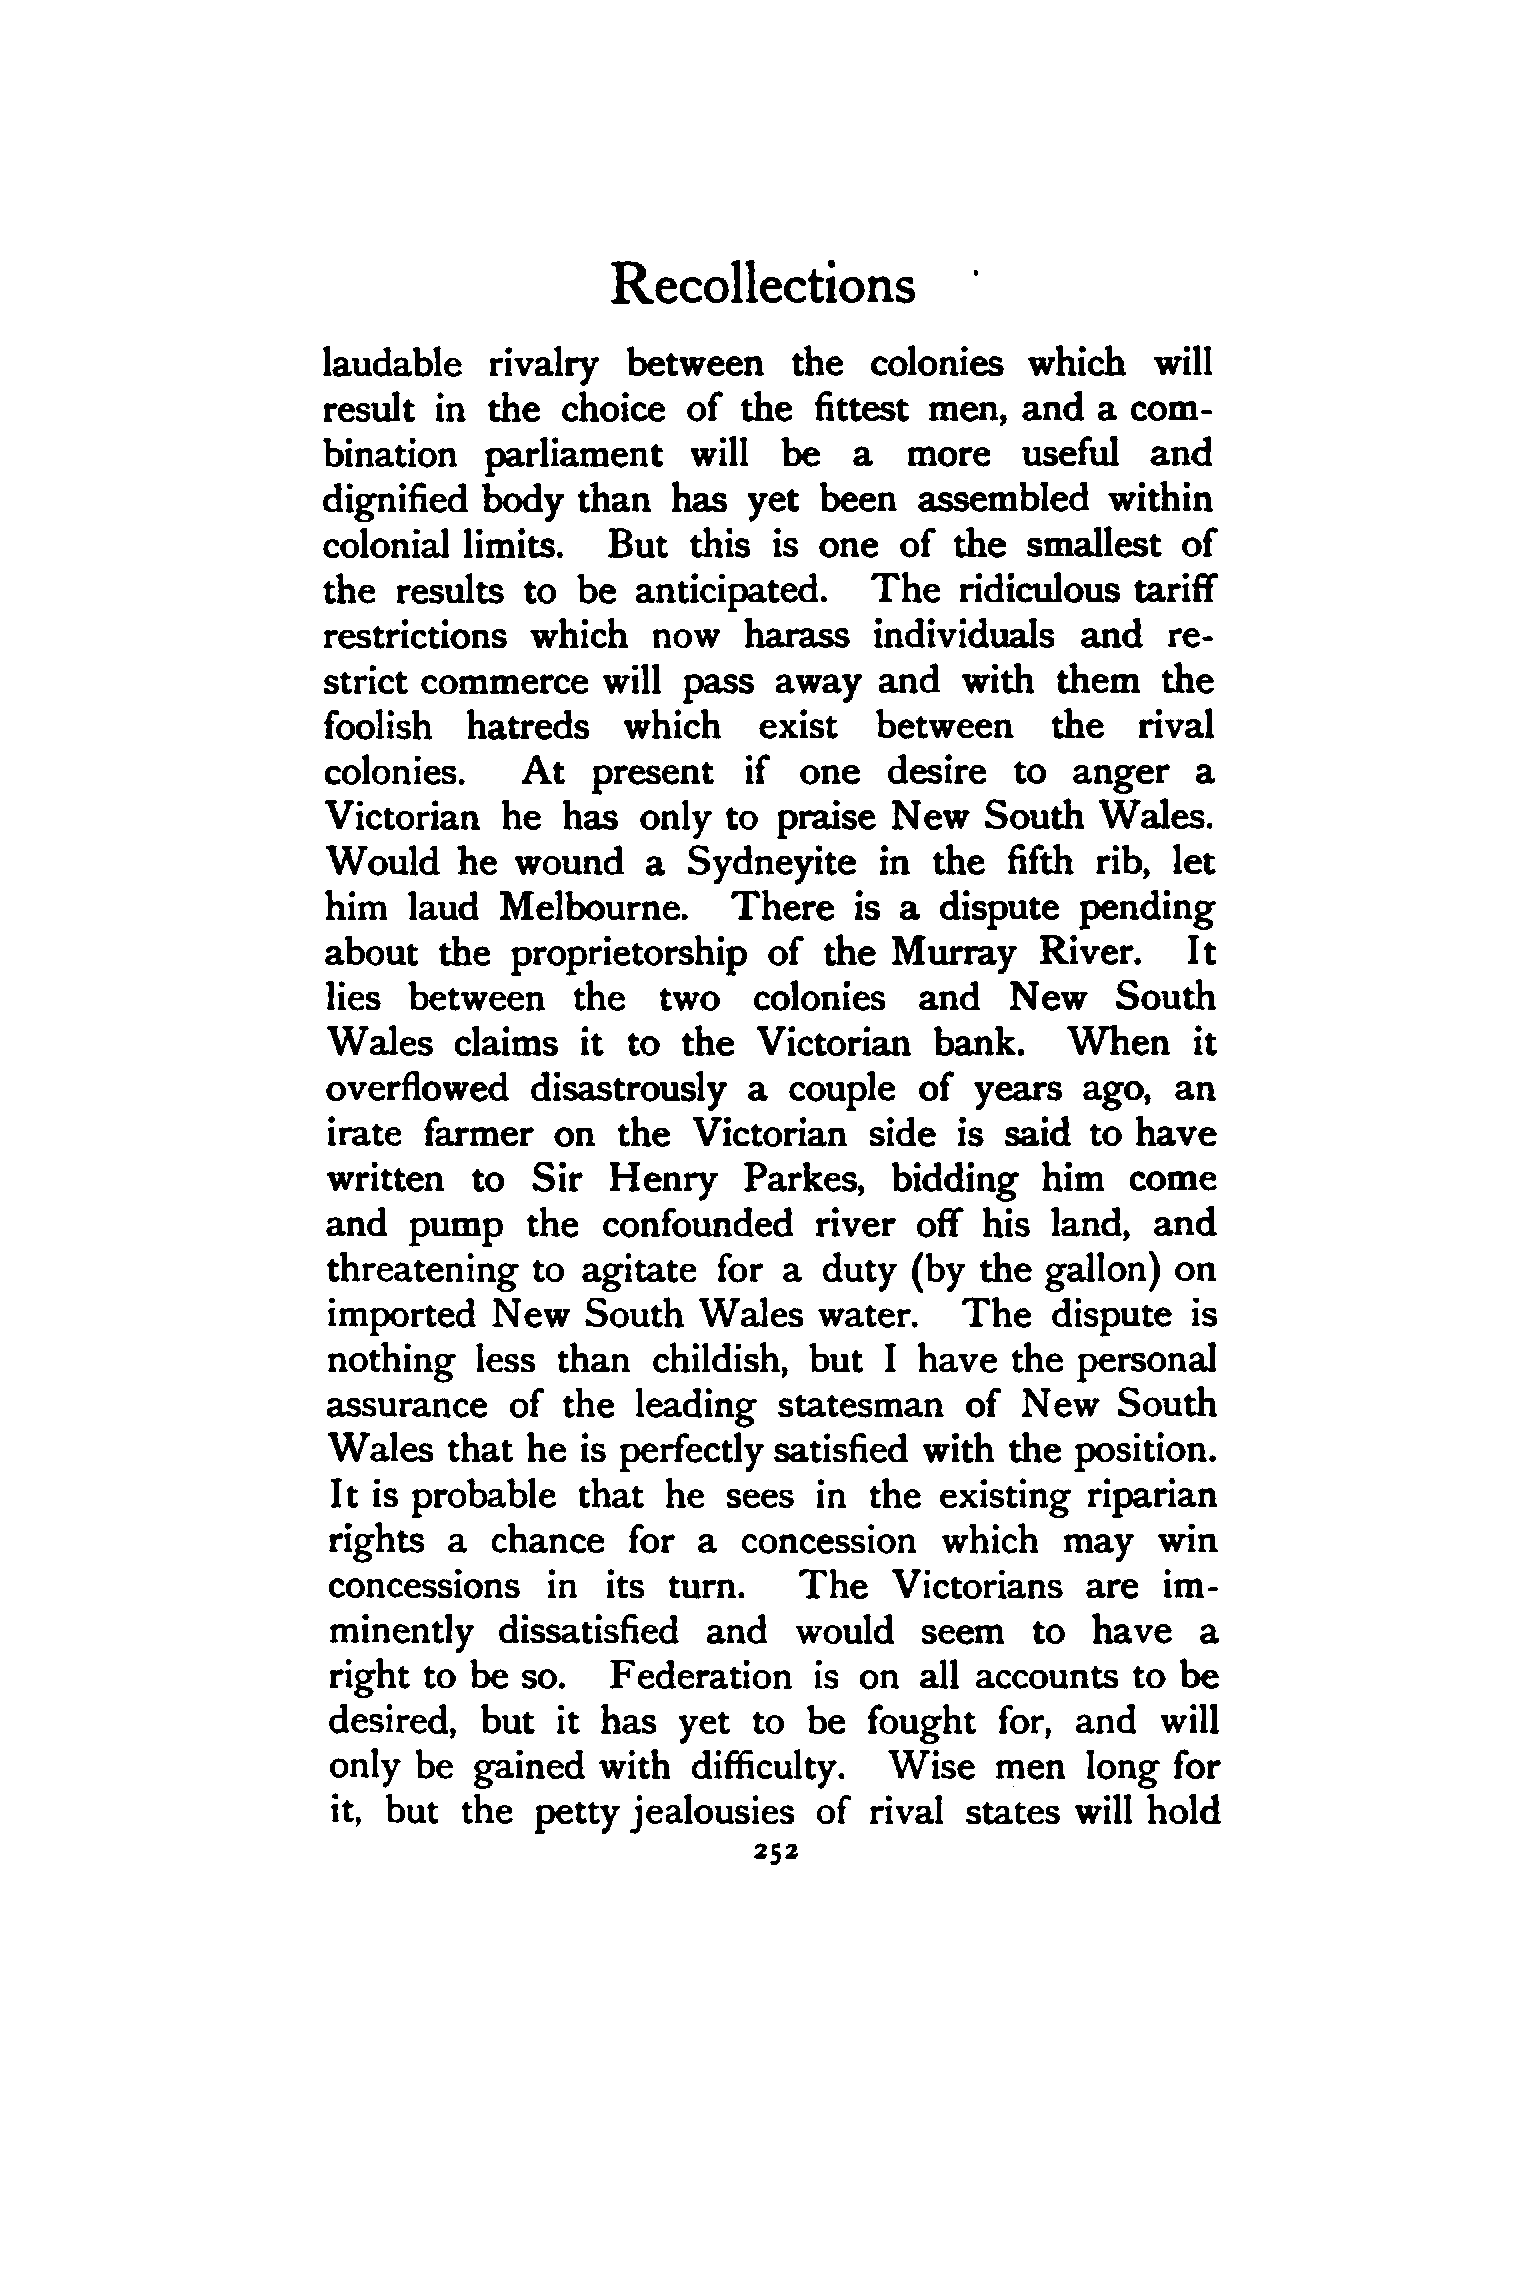 Recollections
laudable rivalry between the colonies which will
result in the choice of the fittest men, and a com-
bination parliament will be a more useful and
dignified body than has yet been assembled within
colonial limits. But this is one of the smallest of
the results to be anticipated. The ridiculous tariff
restrictions which now harass individuals and re-
strict commerce will pass away and with them the
foolish hatreds which exist between the rival
colonies. At present if one desire to anger a
Victorian he has only to praise New South Wales.
Would he wound a Sydneyite in the fifth rib, let
him laud Melbourne. There is a dispute pending
about the proprietorship of the Murray River. It
lies between the two colonies and New South
Wales claims it to the Victorian bank. When it
overflowed disastrously a couple of years ago, an
irate farmer on the Victorian side is said to have
written to Sir Henry Parkes, bidding him come
and pump the confounded river off his land, and
threatening to agitate for a duty (by the gallon) on
imported New South Wales water. The dispute is
nothing less than childish, but I have the personal
assurance of the leading statesman of New South
Wales that he is perfectly satisfied with the position.
It is probable that he sees in the existing riparian
rights a chance for a concession which may win
concessions in its turn. The Victorians are im-
minently dissatisfied and would seem to have a
right to be so. Federation is on all accounts to be
desired, but it has yet to be fought for, and will
only be gained with difficulty. Wise men long for
it, but the petty jealousies of rival states will hold
252